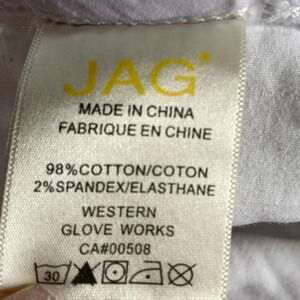 JAG
MADE IN CHINA
FABRIQUE EN CHINE
98%COTTON/COTON
2%SPANDEX/ELASTHANE
WESTERN
GLOVE WORKS
CA#00508
30